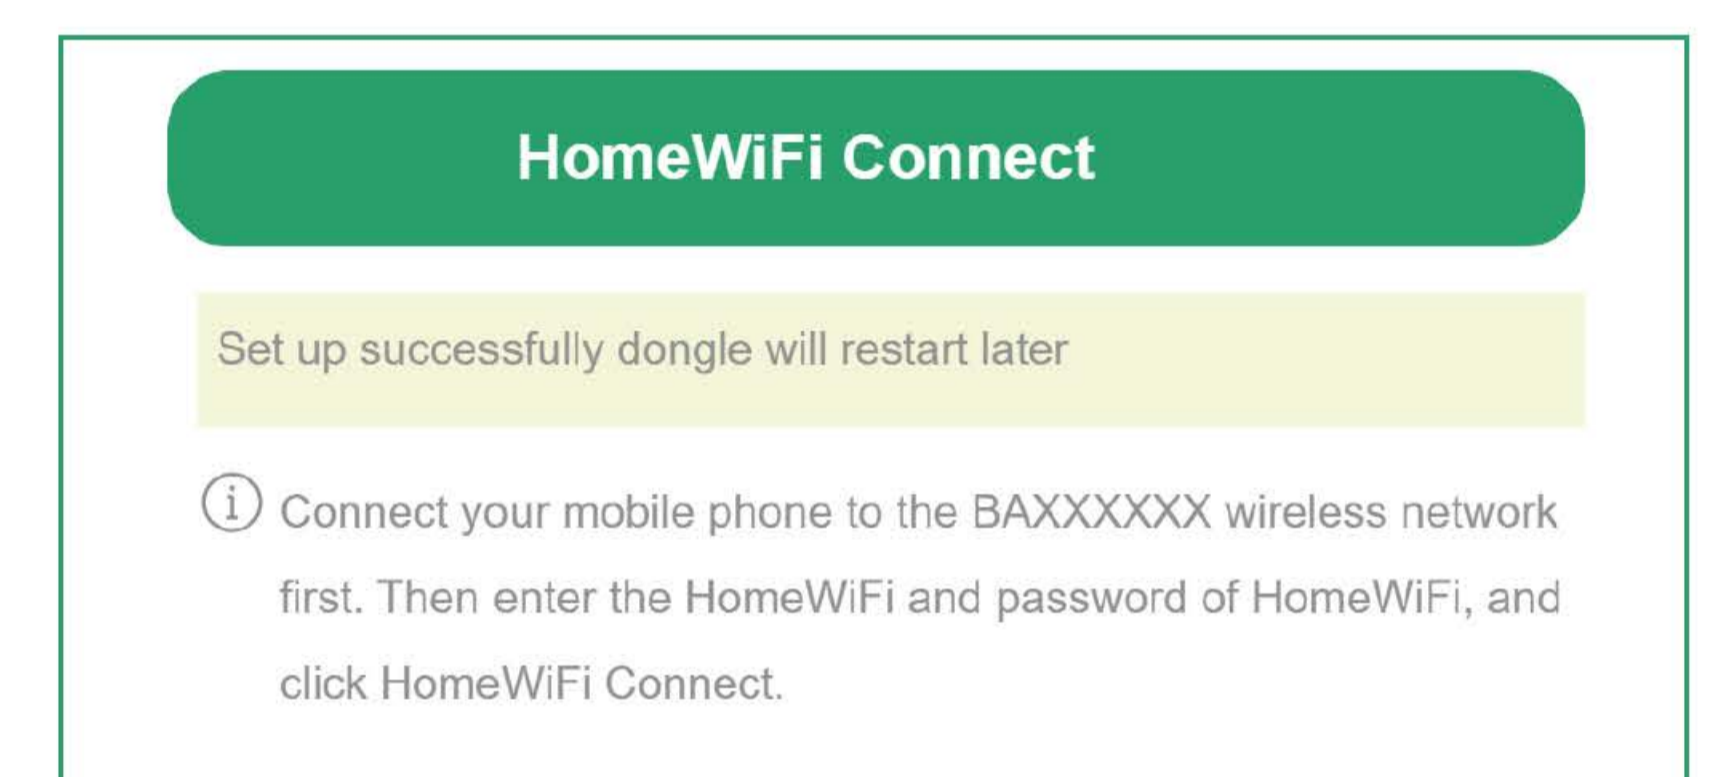 HomeWiFi Connect
Set up successfully dongle will restart later
Connect your mobile phone to the BAXXXXXX wireless network
first. Then enter the HomeWiFi and password of HomeWiFi, and
click HomeWiFi Connect.